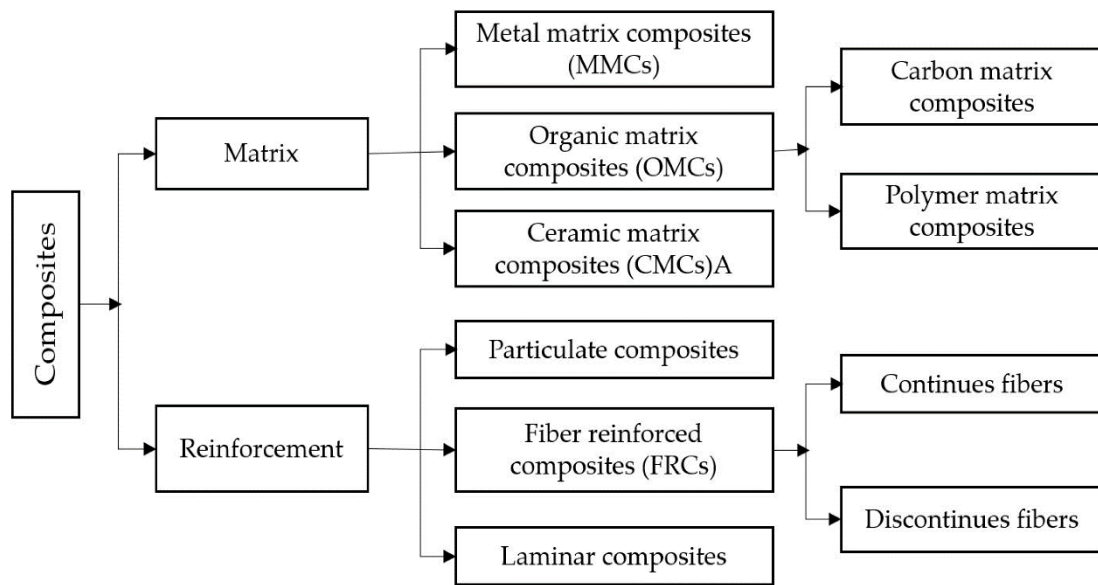 Composites
Matrix
Reinforcement
Metal matrix composites
(MMCs)
Organic matrix
composites (OMCs)
Ceramic matrix
composites (CMCs)A
Particulate composites
Fiber reinforced
composites (FRCs)
Laminar composites
Carbon matrix
composites
Polymer matrix
composites
Continues fibers
Discontinues fibers